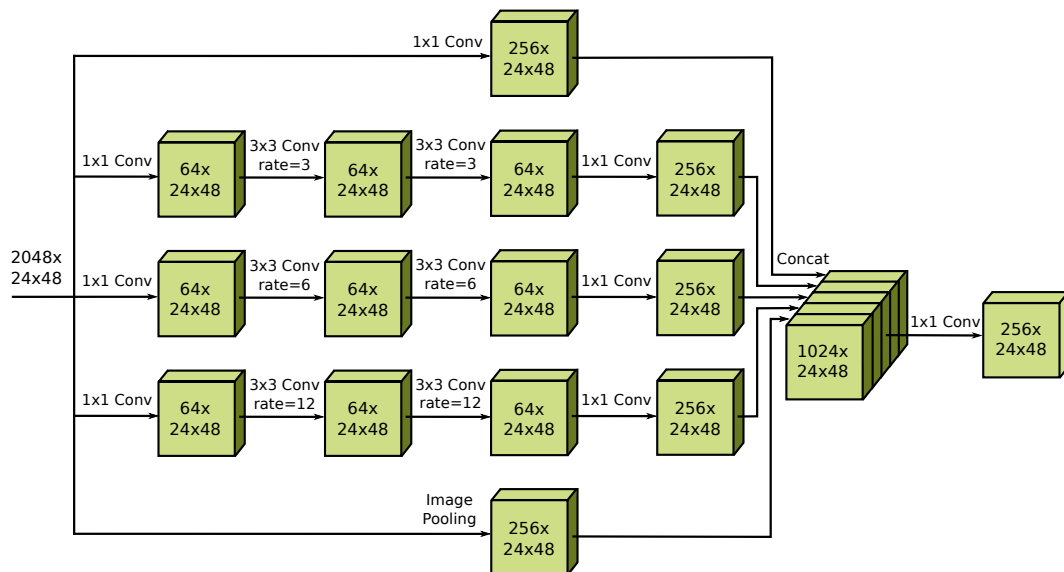 1x1 Conv
256x
24x48
1x1 Conv
64x
24x48
3x3 Conv
rate=3
64x
24x48
3x3 Conv
rate=3
64x
24x48
1x1 Conv
256x
24x48
2048x
24x48
1x1 Conv
64x
24x48
3x3 Conv
rate=6
64x
24x48
3x3 Conv
rate=6
64x
24x48
1x1 Conv
256x
24x48
Concat
1024x
24x48
1x1 Conv
256x
24x48
1x1 Conv
64x
24x48
3x3 Conv
rate=12
64x
24x48
3x3 Conv
rate=12
64x
24x48
1x1 Conv
256x
24x48
Image
Pooling
256x
24x48